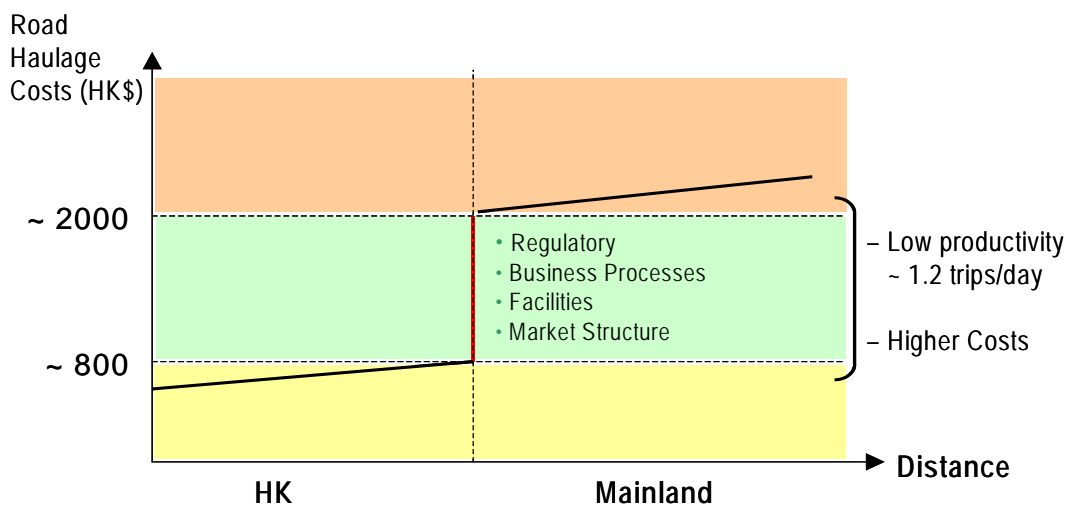 Road
Haulage
Costs (HK$)
~ 2000
• Regulatory
• Business Processes
• Facilities
• Market Structure
– Low productivity
~ 1.2 trips/day
– Higher Costs
~ 800
Distance
HK
Mainland